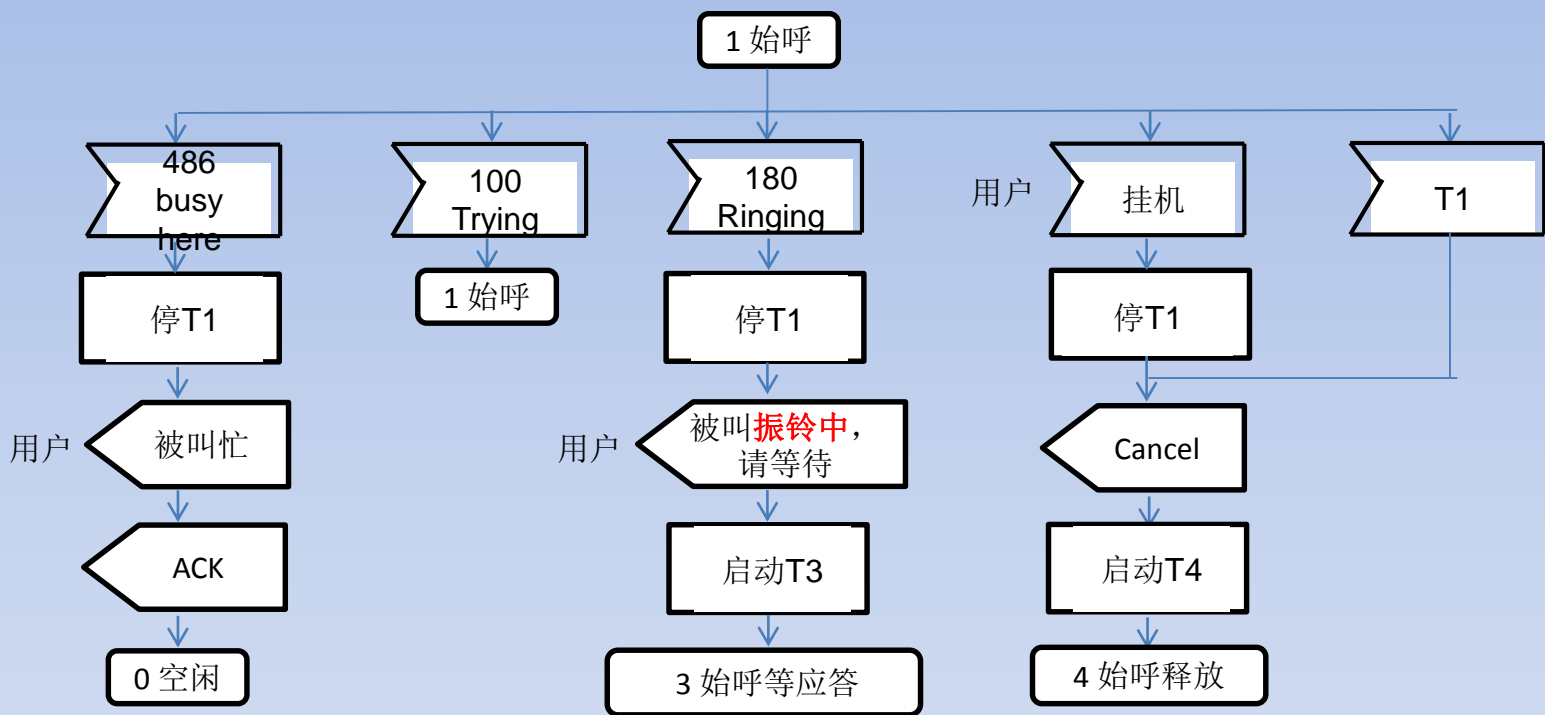 1 始呼
486
busy
here
100
Trying
180
Ringing
用户
挂机
T1
停T1
1 始呼
停T1
停T1
用户
被叫忙
用户
被叫振铃中，
请等待
Cancel
ACK
启动T3
启动T4
0 空闲
3 始呼等应答
4 始呼释放